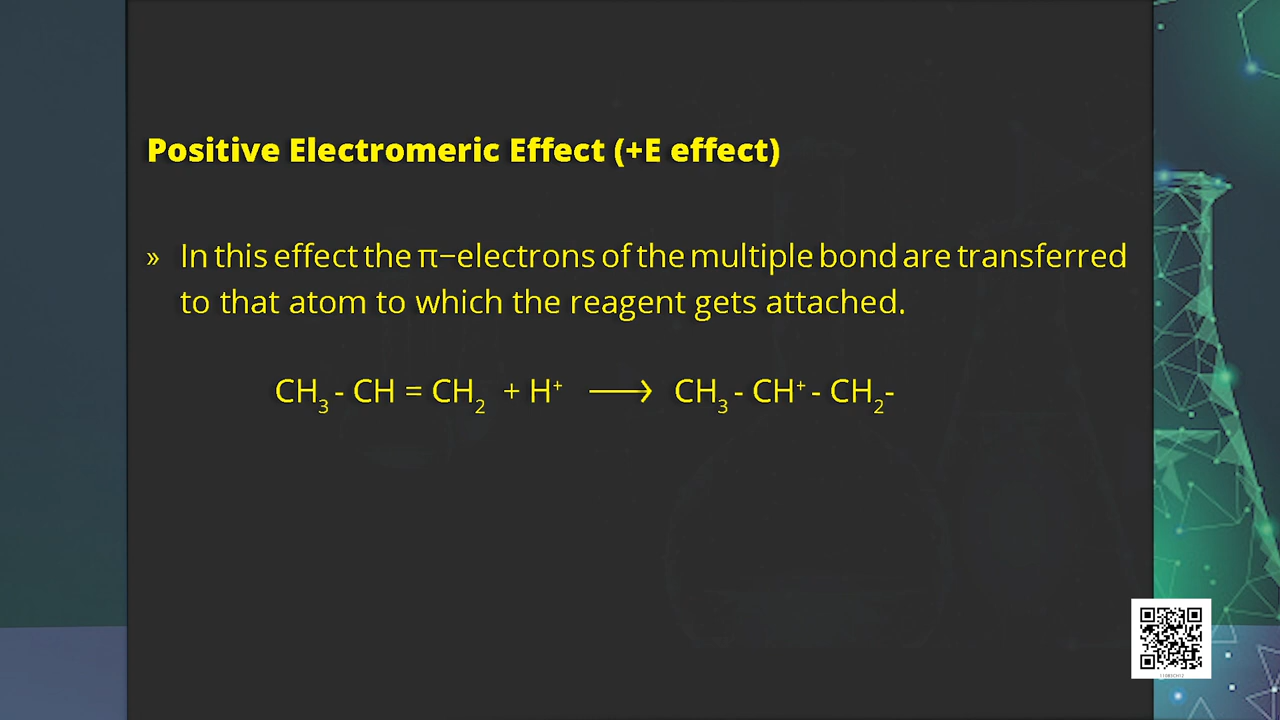 Positive Electromeric Effect (+E effect)
» In this effect the π−electrons of the multiple bond are transferred
to that atom to which the reagent gets attached.
CH₃ - CH = CH₂ + H⁺ ⟶ CH₃ - CH⁺ - CH₂-